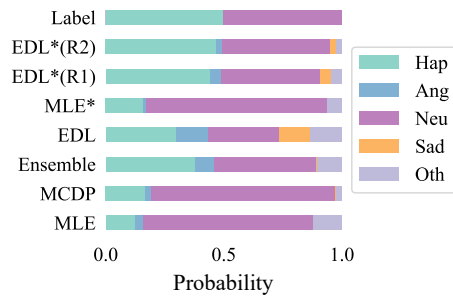 Label
EDL*(R2)
EDL*(R1)
MLE*
EDL
Ensemble
MCDP
MLE
0.0 0.5 1.0
Probability
Hap
Ang
Neu
Sad
Oth